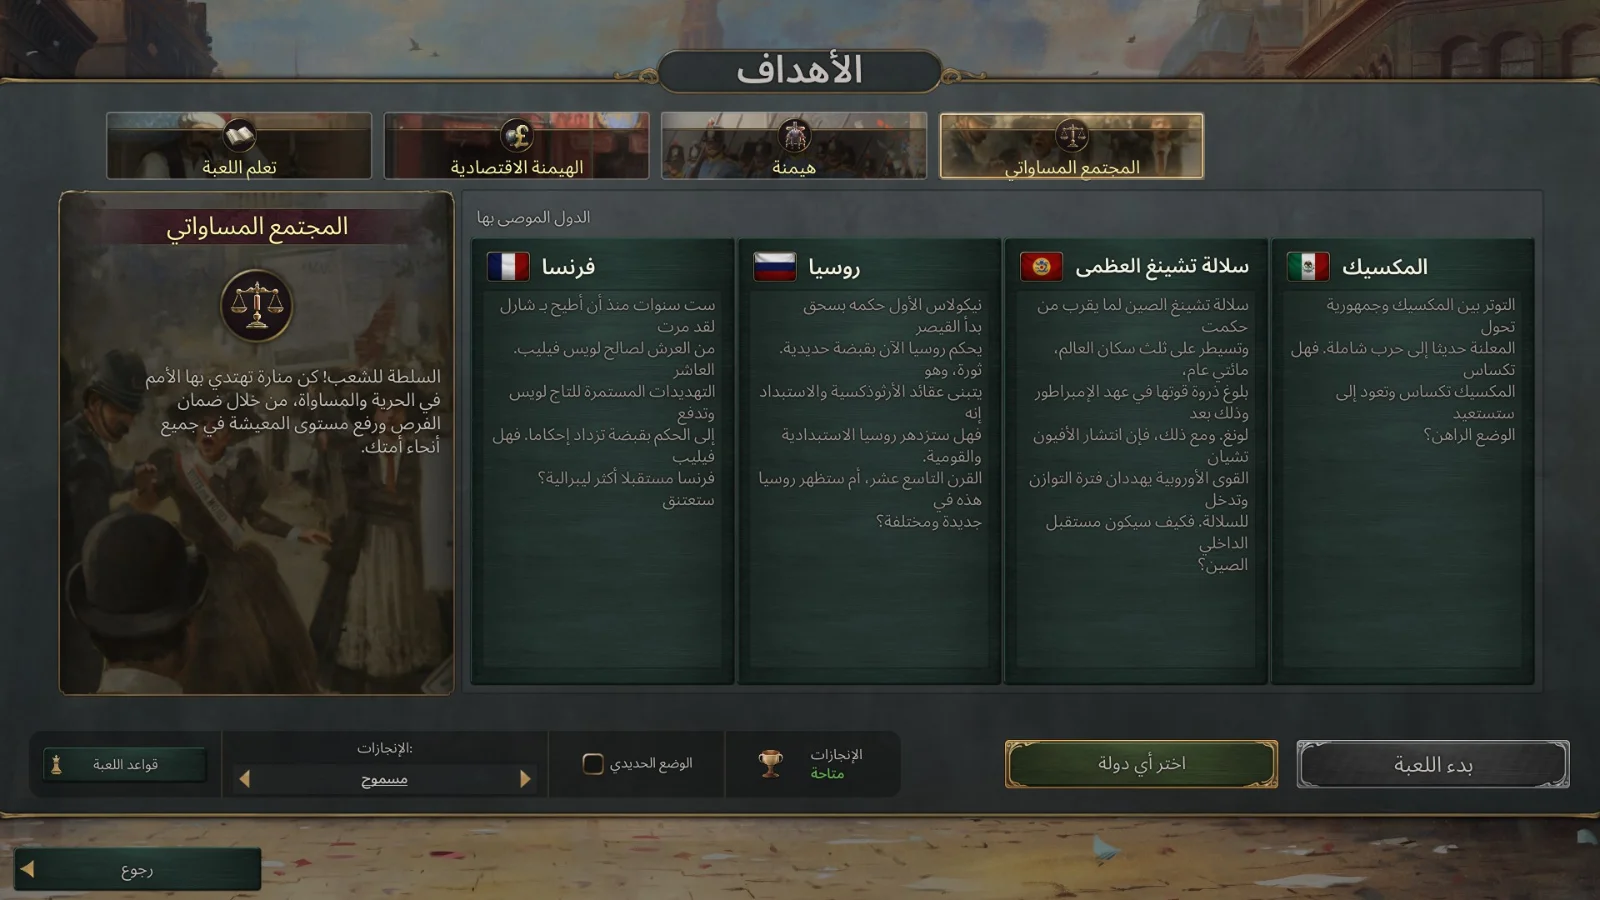 الأهداف
تعلم اللعبة
الهيمنة الاقتصادية
هيمنة
المجتمع المساواتي
المجتمع المساواتي
السلطة للشعب! كن منارة تهتدي بها الأمم
في الحرية والمساواة، من خلال ضمان
الفرص ورفع مستوى المعيشة في جميع
أنحاء أمتك.
الدول الموصى بها
فرنسا
ست سنوات منذ أن أطيح بـ شارل
لقد مرت
من العرش لصالح لويس فيليب.
العاشر
التهديدات المستمرة للتاج لويس
وتدفع
إلى الحكم بقبضة تزداد إحكاما. فهل
فيليب
فرنسا مستقبلا أكثر ليبرالية؟
ستعتنق
روسيا
نيكولاس الأول حكمه بسحق
بدأ القيصر
يحكم روسيا الآن بقبضة حديدية.
ثورة، وهو
يتبنى عقائد الأرثوذكسية والاستبداد
إنه
فهل ستزدهر روسيا الاستبدادية
والقومية.
القرن التاسع عشر، أم ستظهر روسيا
هذه في
جديدة ومختلفة؟
سلالة تشينغ العظمى
سلالة تشينغ الصين لما يقرب من
حكمت
وتسيطر على ثلث سكان العالم،
مائتي عام،
بلوغ ذروة قوتها في عهد الإمبراطور
وذلك بعد
لونغ. ومع ذلك، فإن انتشار الأفيون
تشيان
القوى الأوروبية يهددان فترة التوازن
وتدخل
للسلالة. فكيف سيكون مستقبل
الداخلي
الصين؟
المكسيك
التوتر بين المكسيك وجمهورية
تحول
المعلنة حديثا إلى حرب شاملة. فهل
تكساس
المكسيك تكساس وتعود إلى
ستستعيد
الوضع الراهن؟
قواعد اللعبة
الإنجازات:
مسموح
الوضع الحديدي
الإنجازات
متاحة
اختر أي دولة
بدء اللعبة
رجوع